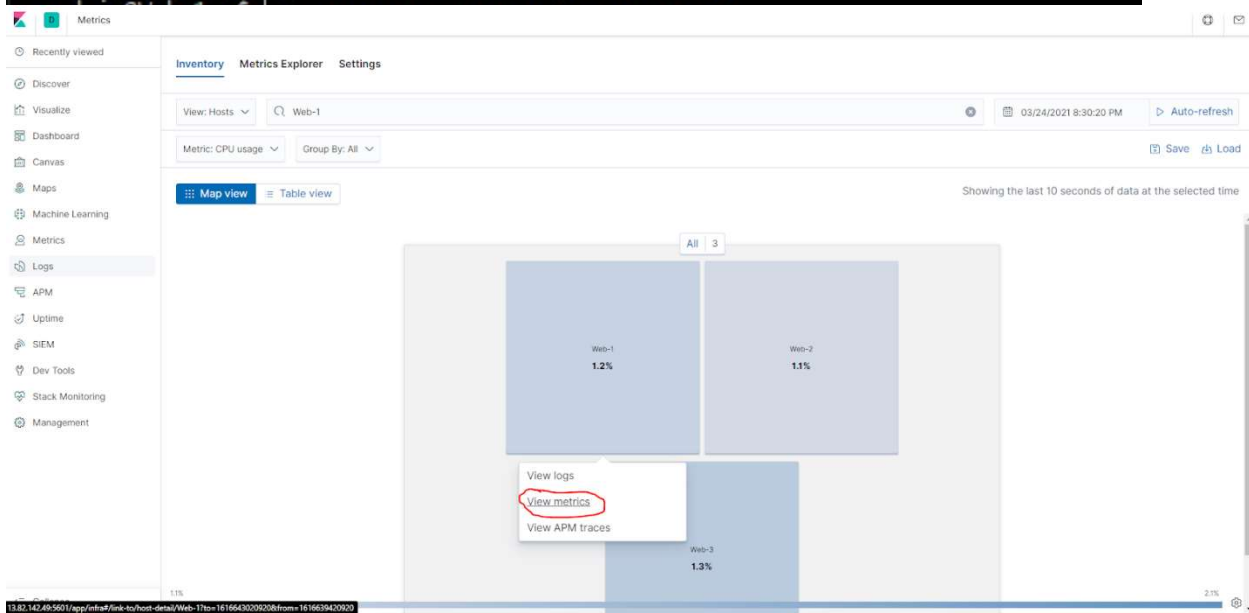 D Metrics
Recently viewed
Discover
Visualize
Dashboard
Canvas
Maps
Machine Learning
Metrics
Logs
APM
Uptime
SIEM
Dev Tools
Stack Monitoring
Management
Inventory Metrics Explorer Settings
View: Hosts Web-1 03/24/2021 8:30:20 PM Auto-refresh
Metric: CPU usage Group By: All Save Load
Map view Table view Showing the last 10 seconds of data at the selected time
All 3
Web-1
1.2%
Web-2
1.1%
View logs
View metrics
View APM traces
Web-3
1.3%
1.1% 2.1%
13.82.142.49:5601/app/infra#/link-to/host-detail/Web-1?to=1616643020920&from=1616639420920